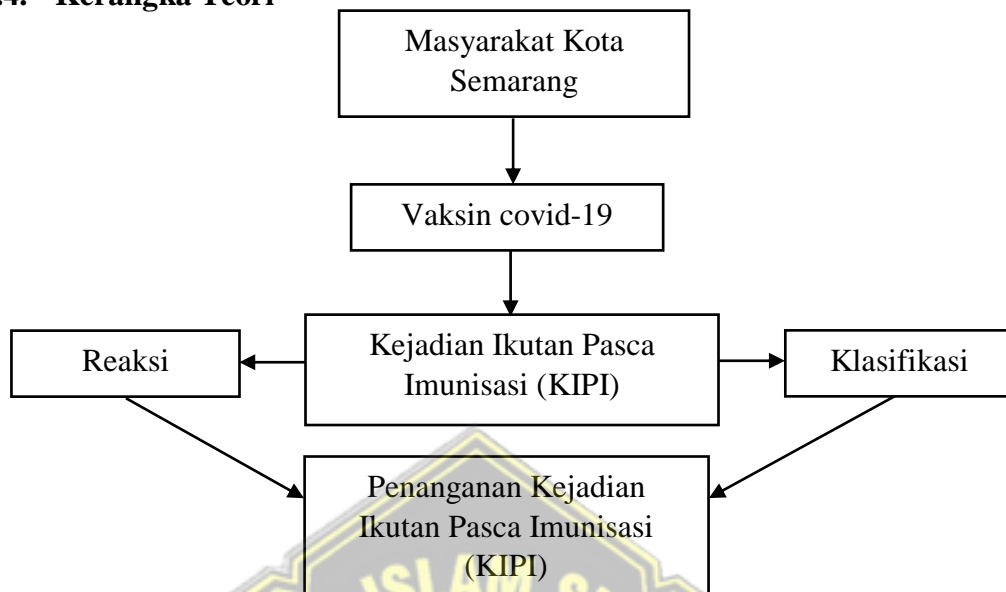 Kerangka Teori
Masyarakat Kota
Semarang
Vaksin covid-19
Reaksi
Kejadian Ikutan Pasca
Imunisasi (KIPI)
Klasifikasi
Penanganan Kejadian
Ikutan Pasca Imunisasi
(KIPI)
ISLAM